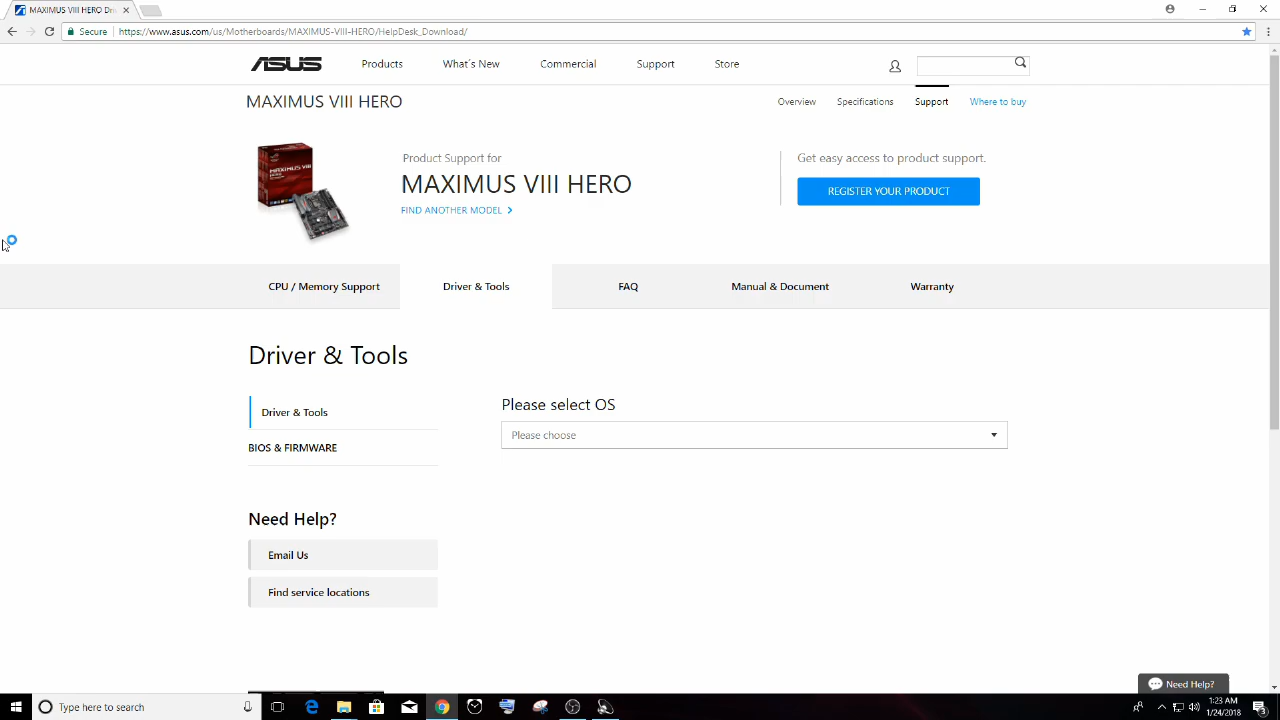 MAXIMUS VIII HERO Dri
Secure
https://www.asus.com/us/Motherboards/MAXIMUS-VIII-HERO/HelpDesk_Download/
ASUS
Products
What´s New
Commercial
Support
Store
MAXIMUS VIII HERO
Overview
Specifications
Support
Where to buy
MAXIMUS VIII
Product Support for
MAXIMUS VIII HERO
FIND ANOTHER MODEL
Get easy access to product support.
REGISTER YOUR PRODUCT
CPU / Memory Support
Driver & Tools
FAQ
Manual & Document
Warranty
Driver & Tools
Driver & Tools
BIOS & FIRMWARE
Please select OS
Please choose
Need Help?
Email Us
Find service locations
Need Help?
Type here to search
1:23 AM
1/24/2018
3